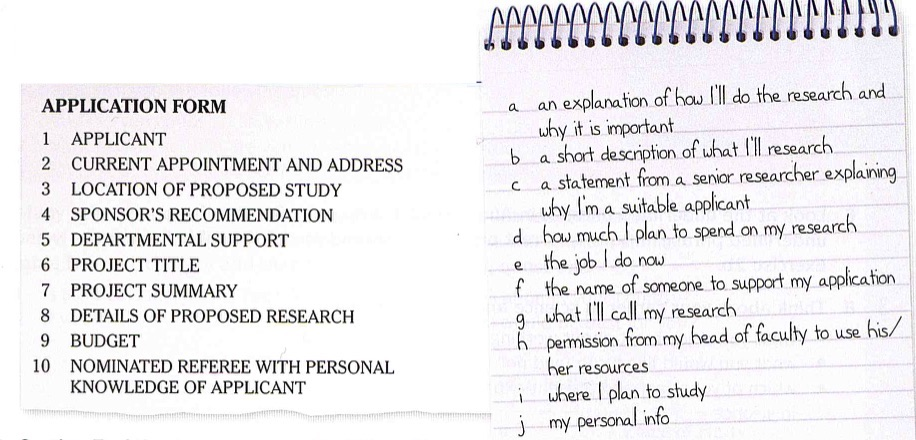 APPLICATION FORM
1 APPLICANT
2 CURRENT APPOINTMENT AND ADDRESS
3 LOCATION OF PROPOSED STUDY
4 SPONSOR'S RECOMMENDATION
5 DEPARTMENTAL SUPPORT
6 PROJECT TITLE
7 PROJECT SUMMARY
8 DETAILS OF PROPOSED RESEARCH
9 BUDGET
10 NOMINATED REFEREE WITH PERSONAL
KNOWLEDGE OF APPLICANT
a an explanation of how I'll do the research and
why it is important
b a short description of what I'll research
c a statement from a senior researcher explaining
why I'm a suitable applicant
d how much I plan to spend on my research
e the job I do now
f the name of someone to support my application
g what I'll call my research
h permission from my head of faculty to use his/
her resources
i where I plan to study
j my personal info